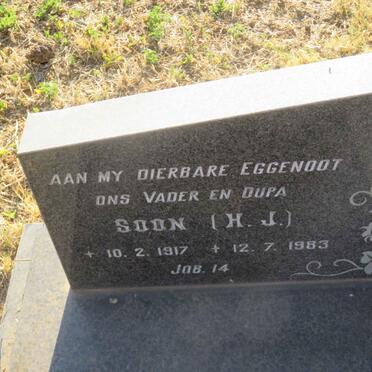 AAN MY DIERBARE EGGENOOT
ONS VADER EN OUPA
SOON (H. J.)
+ 10. 2. 1917 + 12. 7. 1983
JOB. 14